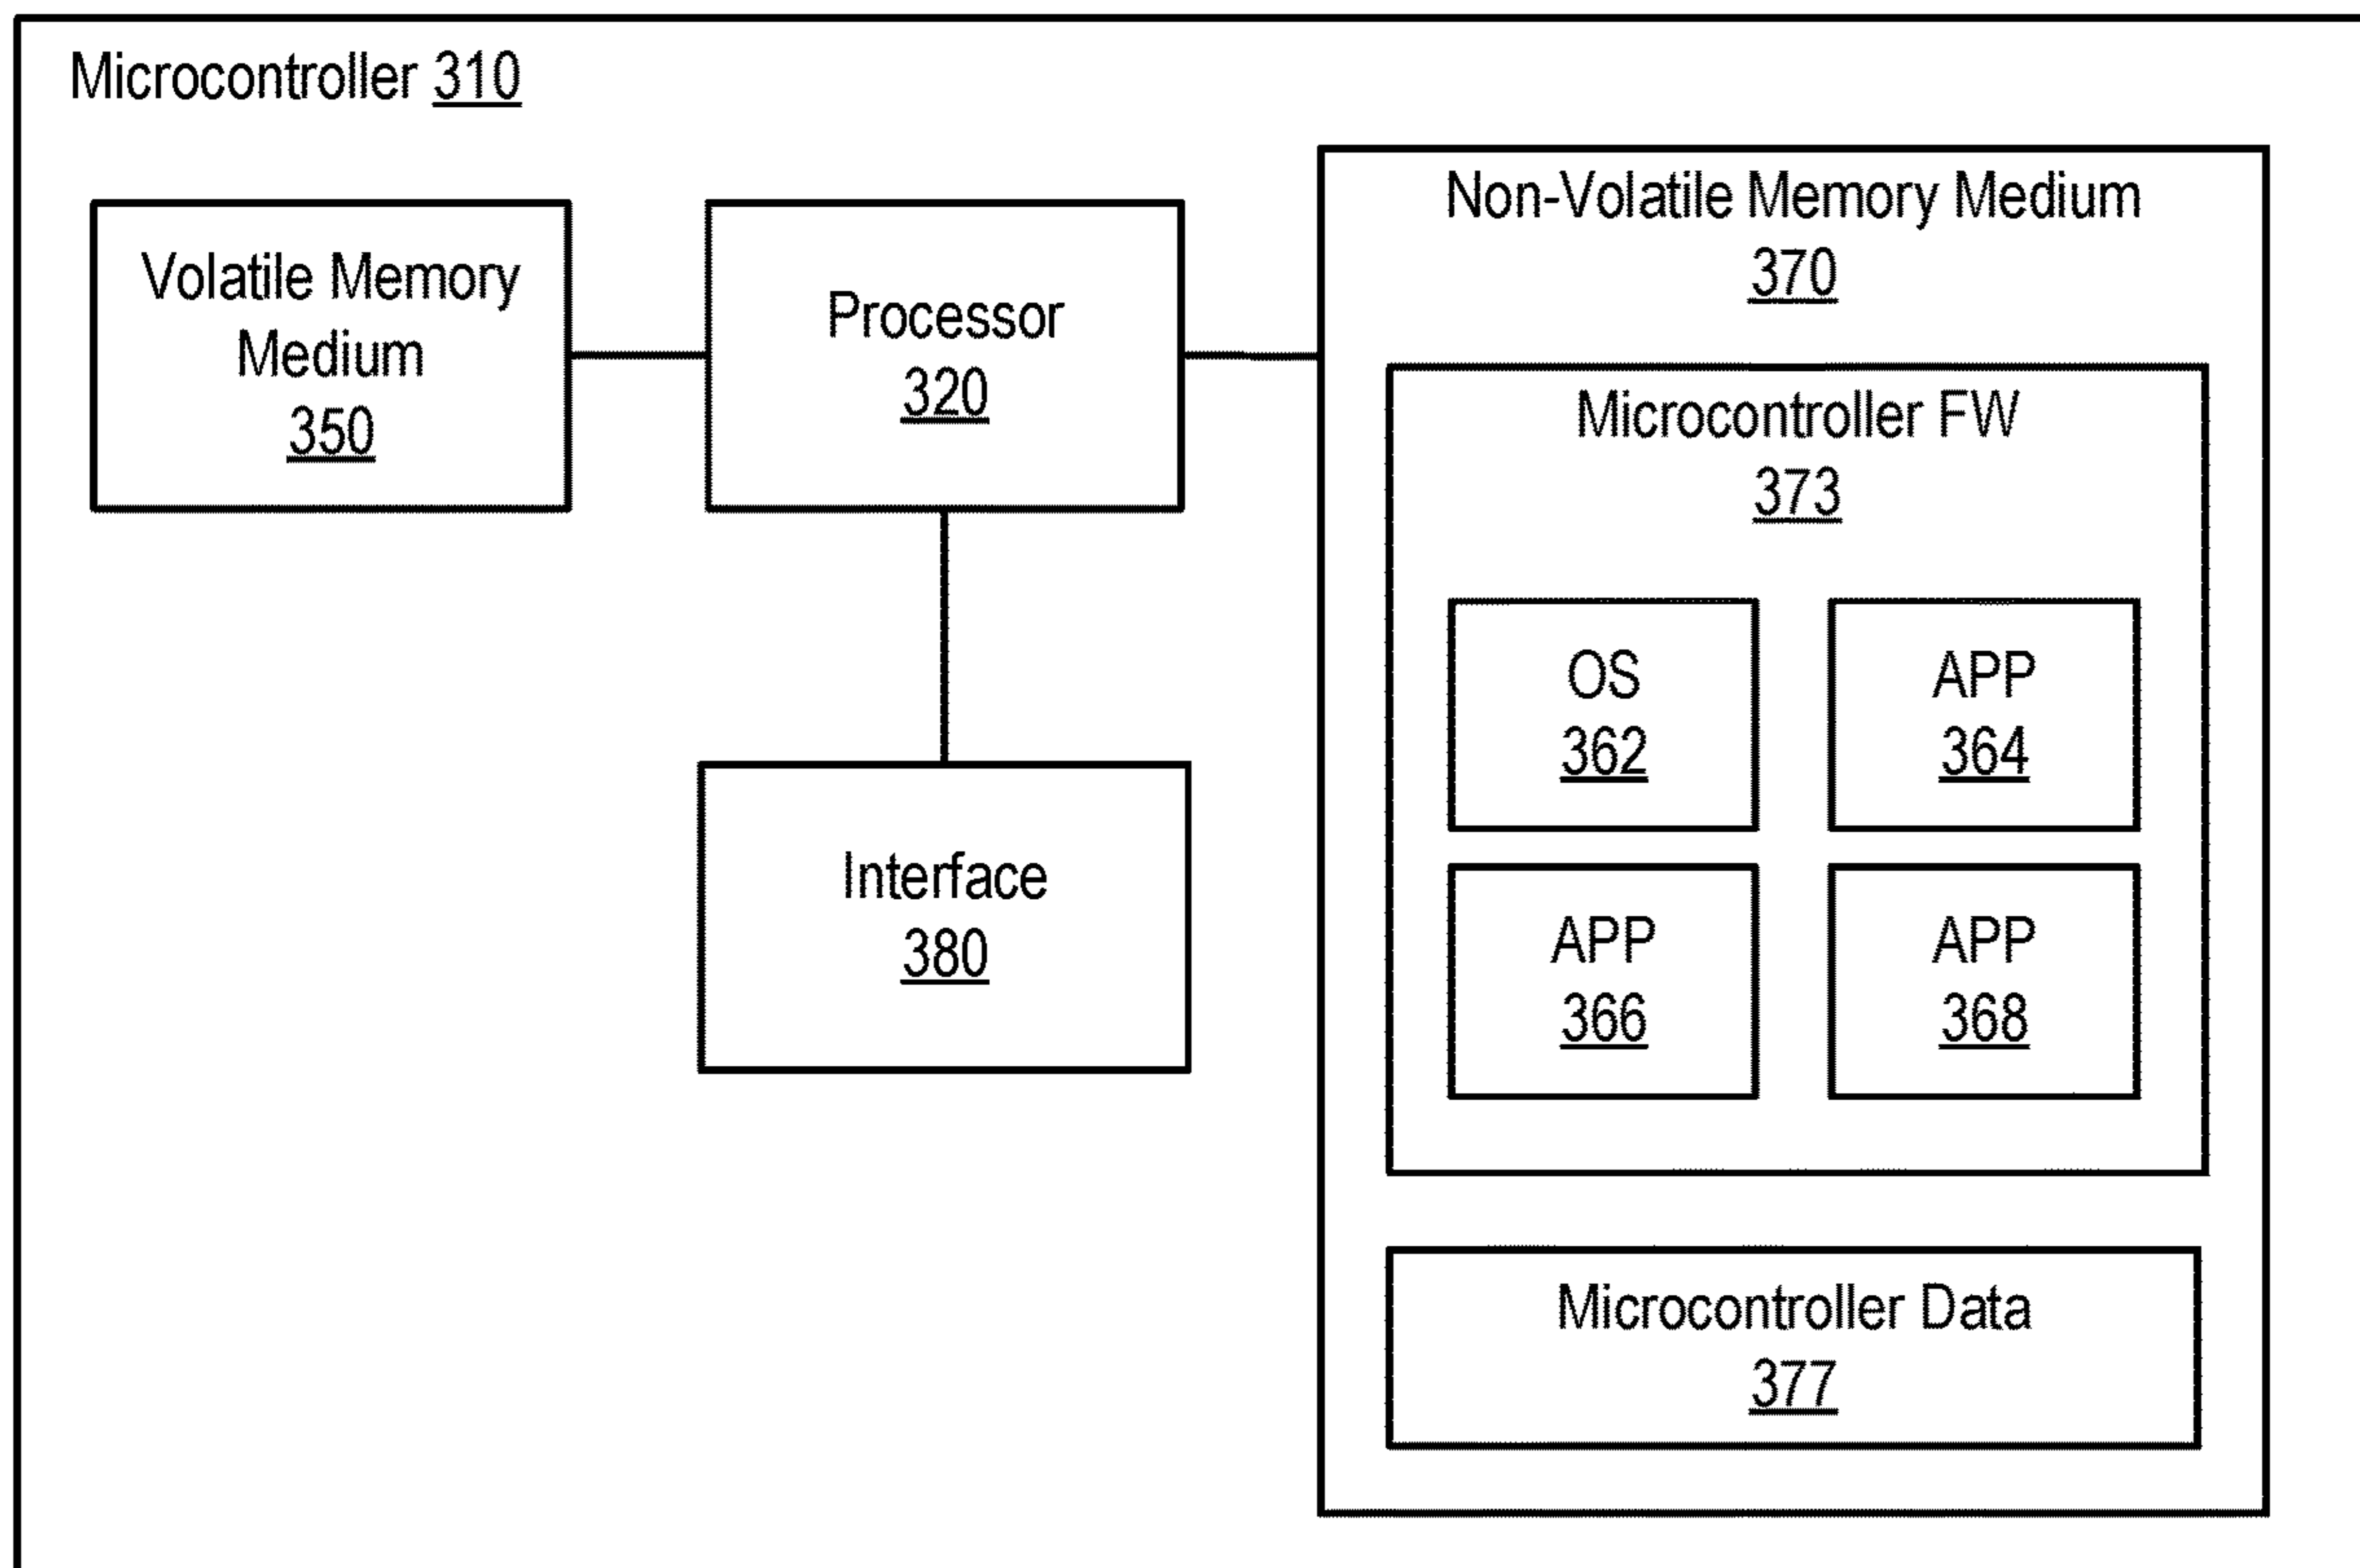 Microcontroller 310
Volatile Memory
Medium
350
Processor
320
Interface
380
Non-Volatile Memory Medium
370
Microcontroller FW
373
OS
362
APP
364
APP
366
APP
368
Microcontroller Data
377